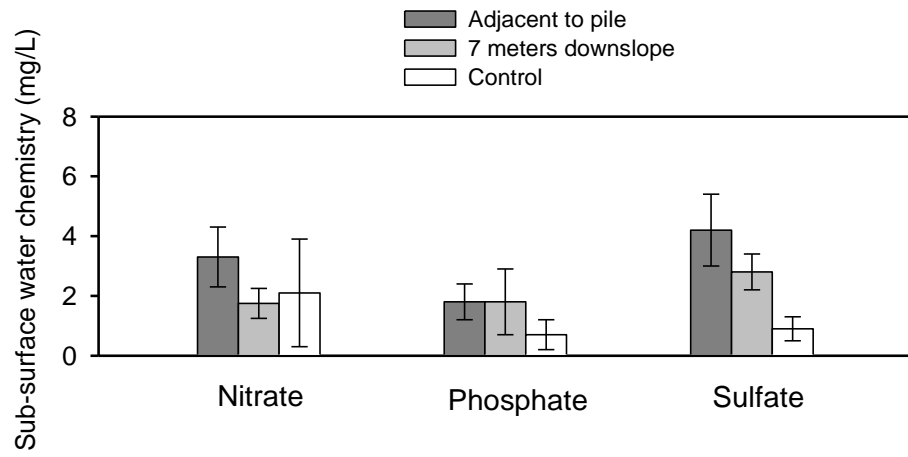 Adjacent to pile
7 meters downslope
Control
Sub-surface water chemistry (mg/L)
8
6
4
2
0
Nitrate
Phosphate
Sulfate